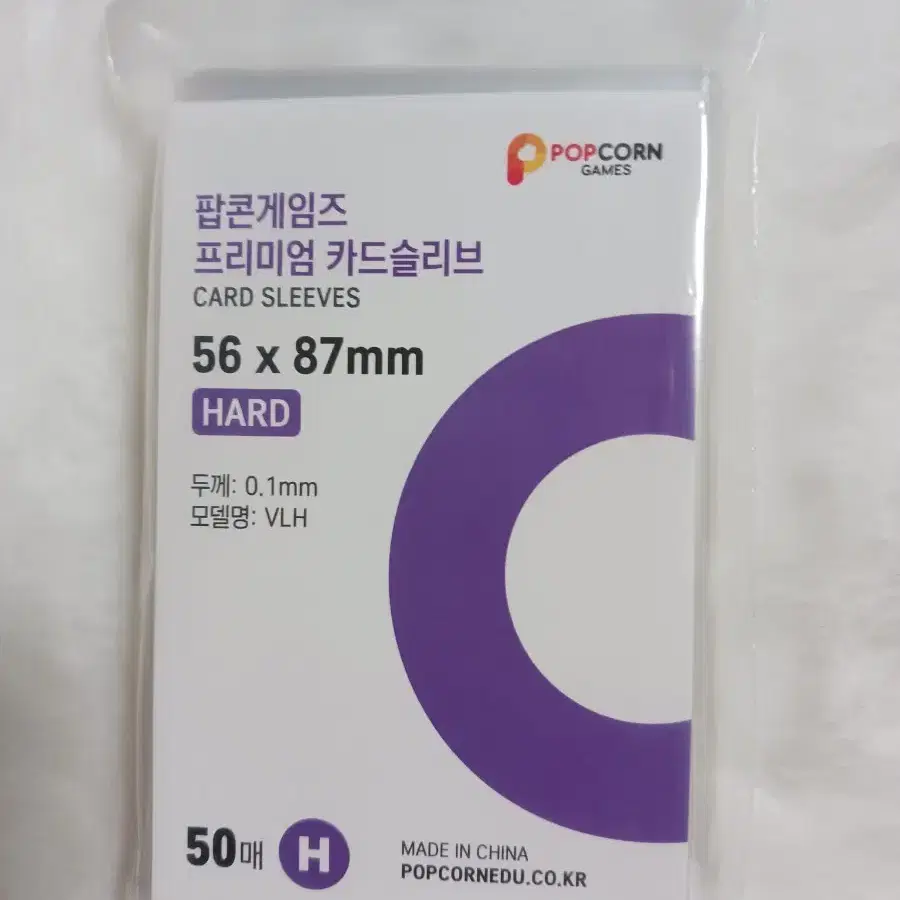 POPCORN
GAMES
팝콘게임즈
프리미엄 카드슬리브
CARD SLEEVES
56 x 87mm
HARD
두께: 0.1mm
모델명: VLH
50매 H
MADE IN CHINA
POPCORNEDU.CO.KR